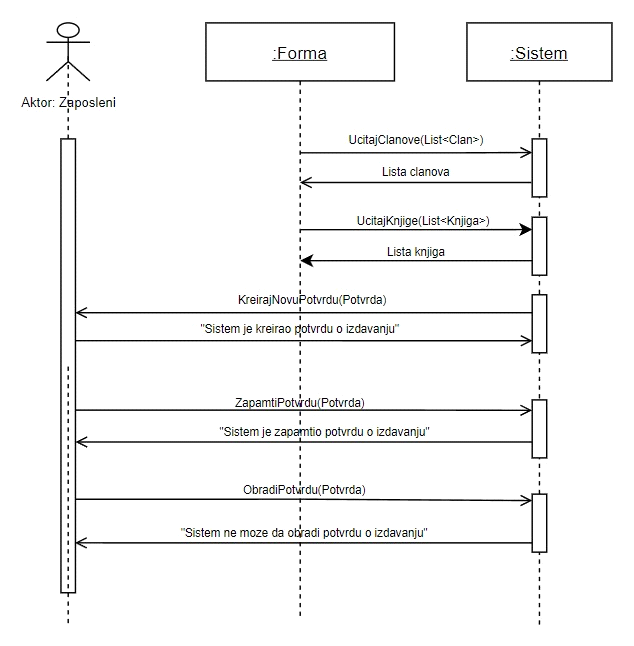 :Forma
:Sistem
Aktor: Zaposleni
UcitajClanove(List<Clan>)
Lista clanova
UcitajKnjige(List<Knjiga>)
Lista knjiga
KreirajNovuPotvrdu(Potvrda)
"Sistem je kreirao potvrdu o izdavanju"
ZapamtiPotvrdu(Potvrda)
"Sistem je zapamtio potvrdu o izdavanju"
ObradiPotvrdu(Potvrda)
"Sistem ne moze da obradi potvrdu o izdavanju"